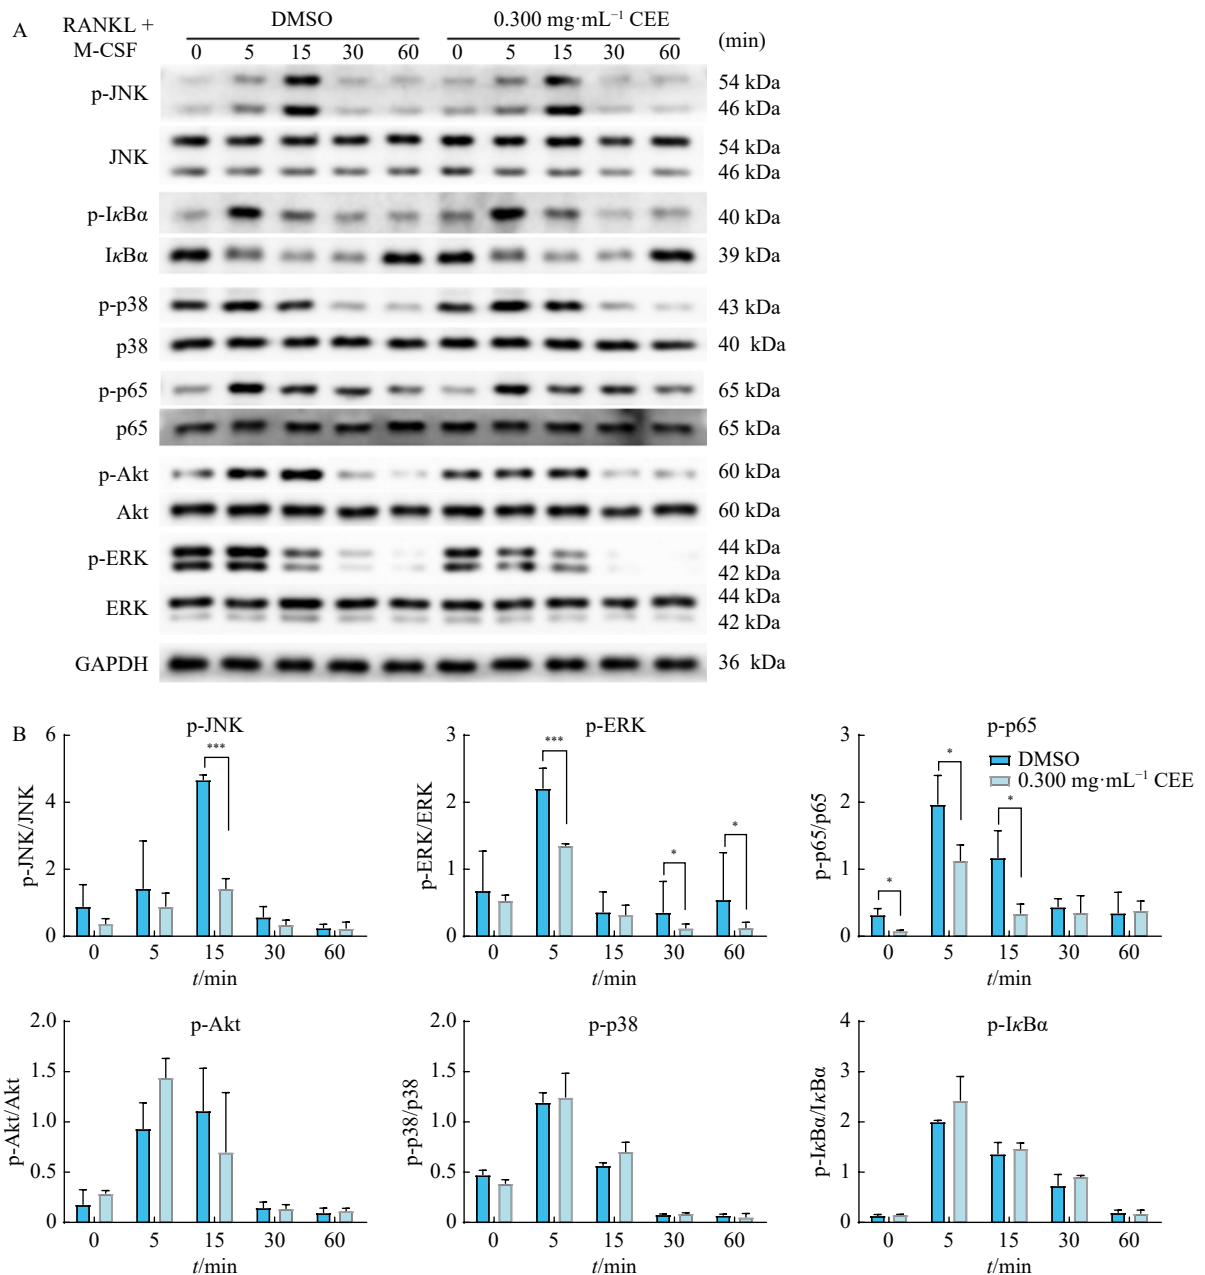 A
RANKL +
M-CSF
DMSO
0.300 mg·mL⁻¹ CEE
0 5 15 30 60 0 5 15 30 60
(min)
p-JNK
54 kDa
46 kDa
JNK
54 kDa
46 kDa
p-IκBα
40 kDa
IκBα
39 kDa
p-p38
43 kDa
p38
40 kDa
p-p65
65 kDa
p65
65 kDa
p-Akt
60 kDa
Akt
60 kDa
p-ERK
44 kDa
42 kDa
ERK
44 kDa
42 kDa
GAPDH
36 kDa
B
p-JNK
p-JNK/JNK
6
4
2
0
***
0 5 15 30 60
t/min
p-ERK
p-ERK/ERK
3
2
1
0
***
*
*
0 5 15 30 60
t/min
p-p65
p-p65/p65
3
2
1
0
*
*
*
DMSO
0.300 mg·mL⁻¹ CEE
0 5 15 30 60
t/min
p-Akt
p-Akt/Akt
2.0
1.5
1.0
0.5
0
0 5 15 30 60
t/min
p-p38
p-p38/p38
2.0
1.5
1.0
0.5
0
0 5 15 30 60
t/min
p-IκBα
p-IκBα/IκBα
4
3
2
1
0
0 5 15 30 60
t/min